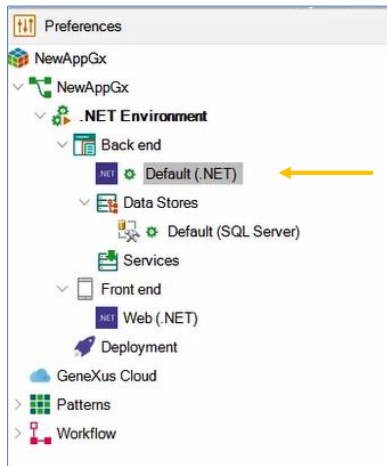 Preferences
NewAppGx
NewAppGx
.NET Environment
Back end
.NET Default (.NET)
Data Stores
Default (SQL Server)
Services
Front end
.NET Web (.NET)
Deployment
GeneXus Cloud
Patterns
Workflow